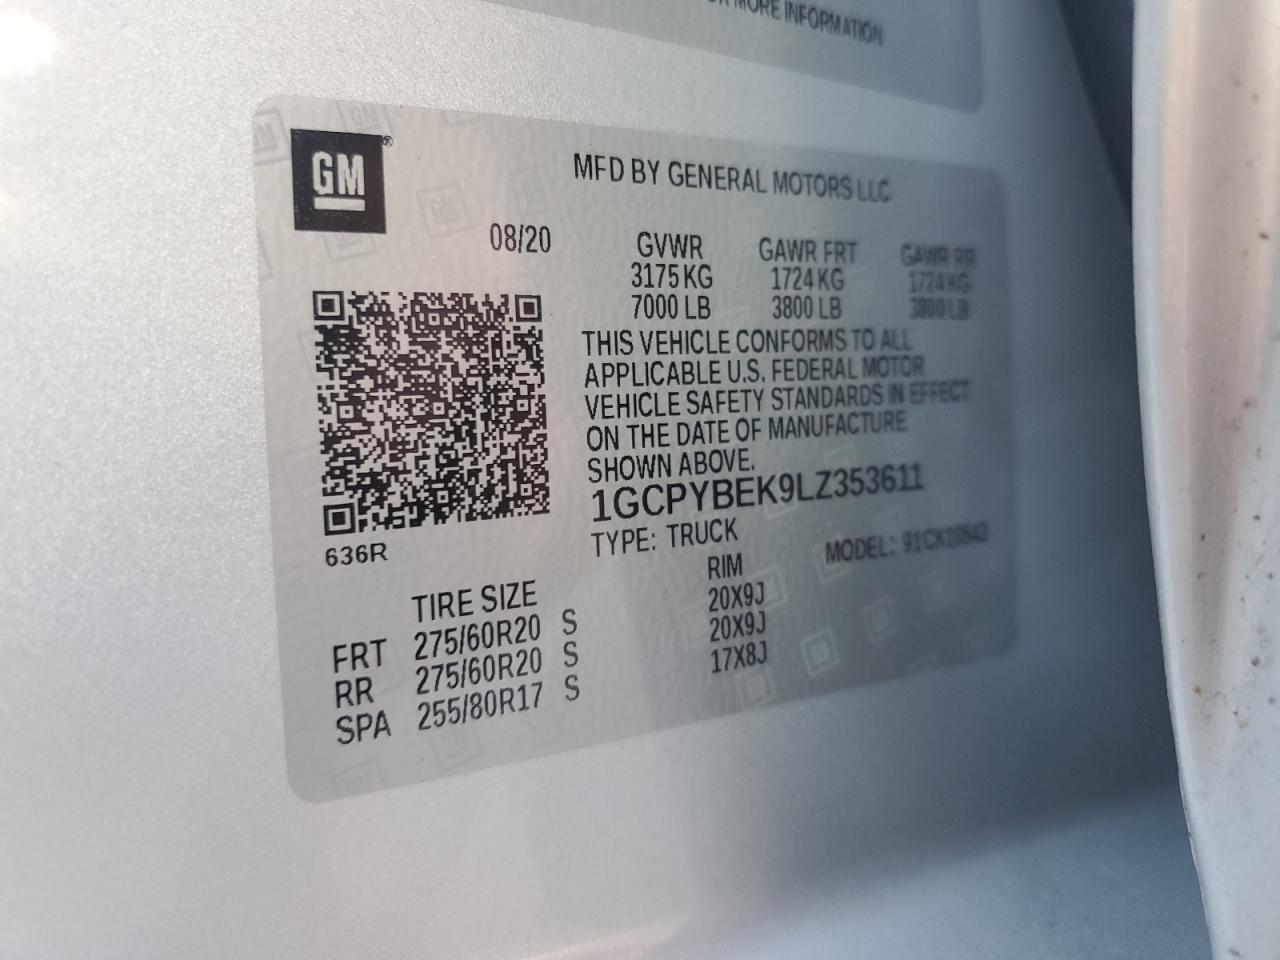 MORE INFORMATION
GM®
MFD BY GENERAL MOTORS LLC
08/20
GVWR GAWR FRT GAWR RR
3175 KG 1724 KG 1724 KG
7000 LB 3800 LB 3800 LB
THIS VEHICLE CONFORMS TO ALL
APPLICABLE U.S. FEDERAL MOTOR
VEHICLE SAFETY STANDARDS IN EFFECT
ON THE DATE OF MANUFACTURE
SHOWN ABOVE.
1GCPYBEK9LZ353611
TYPE: TRUCK MODEL:
636R
TIRE SIZE RIM
FRT 275/60R20 S 20X9J
RR 275/60R20 S 20X9J
SPA 255/80R17 S 17X8J